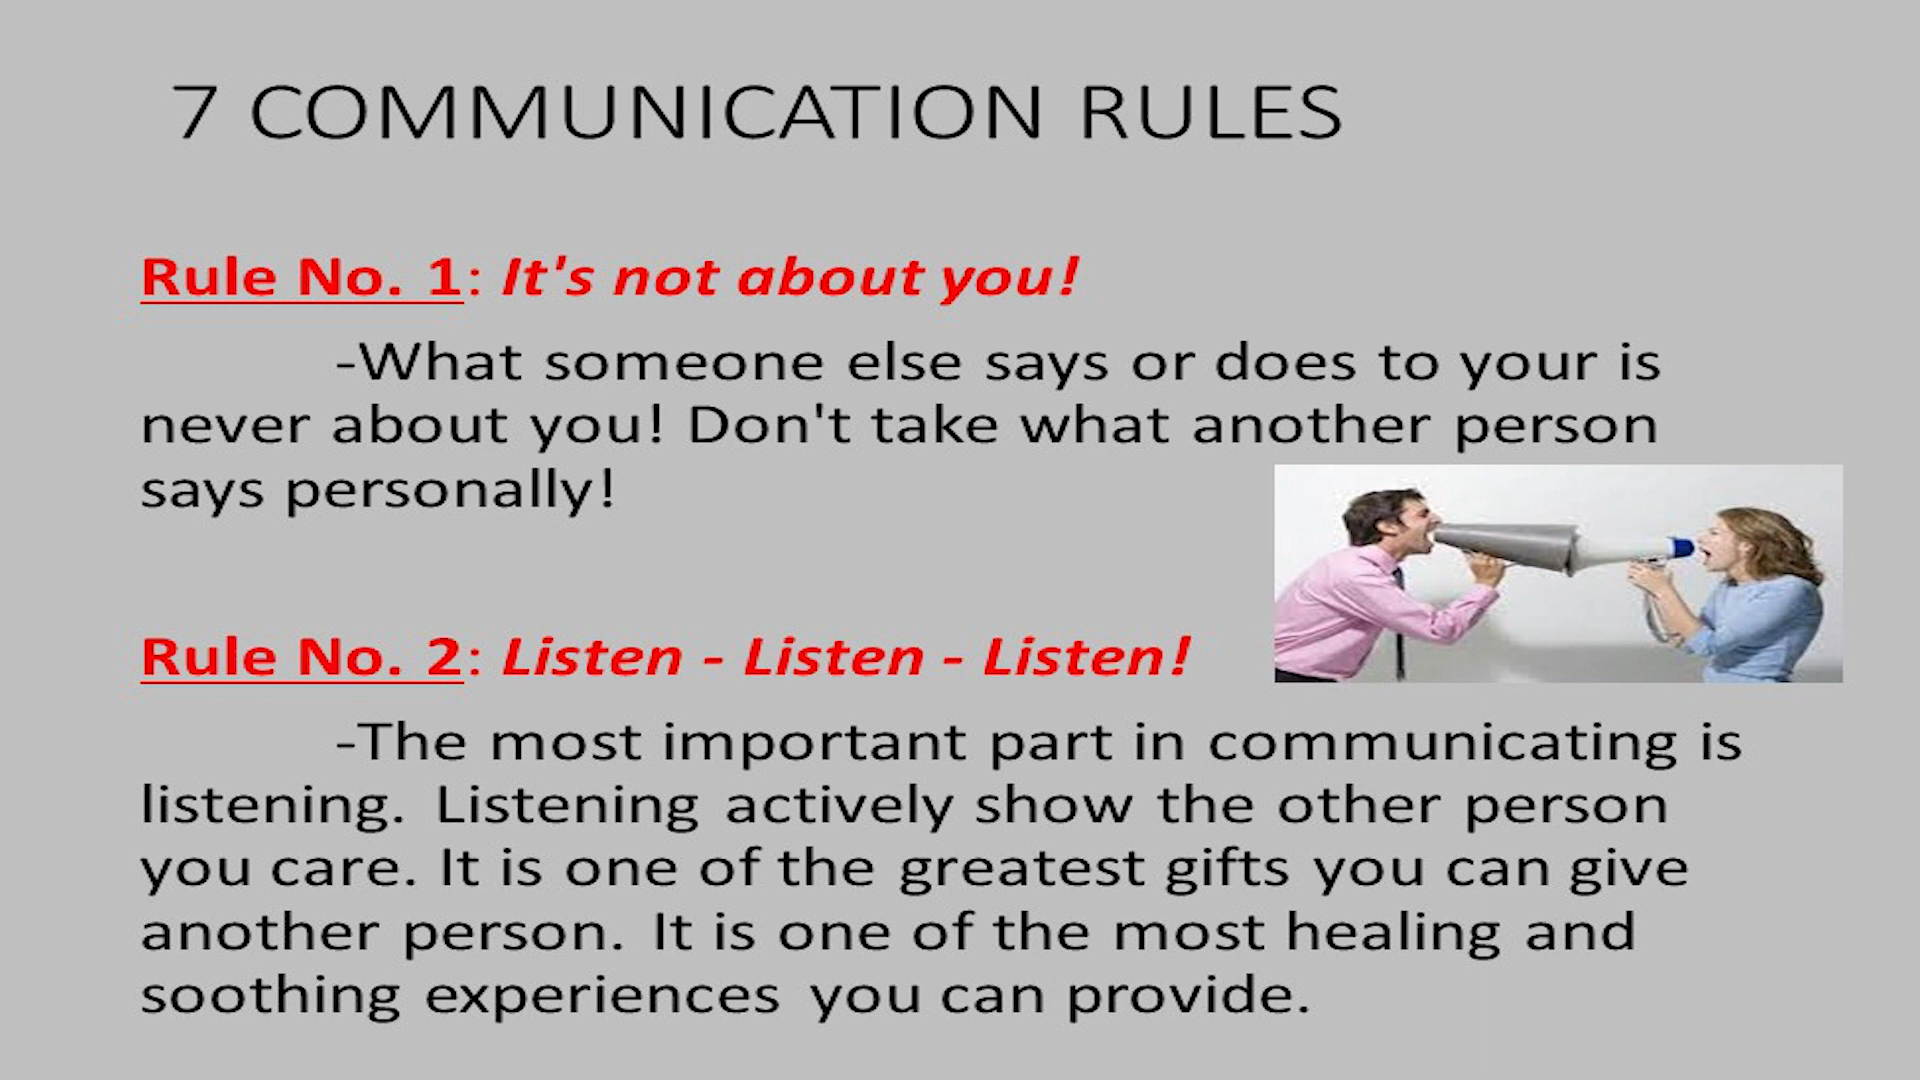 7 COMMUNICATION RULES
Rule No. 1: It's not about you!
-What someone else says or does to your is
never about you! Don't take what another person
says personally!
Rule No. 2: Listen - Listen - Listen!
-The most important part in communicating is
listening. Listening actively show the other person
you care. It is one of the greatest gifts you can give
another person. It is one of the most healing and
soothing experiences you can provide.